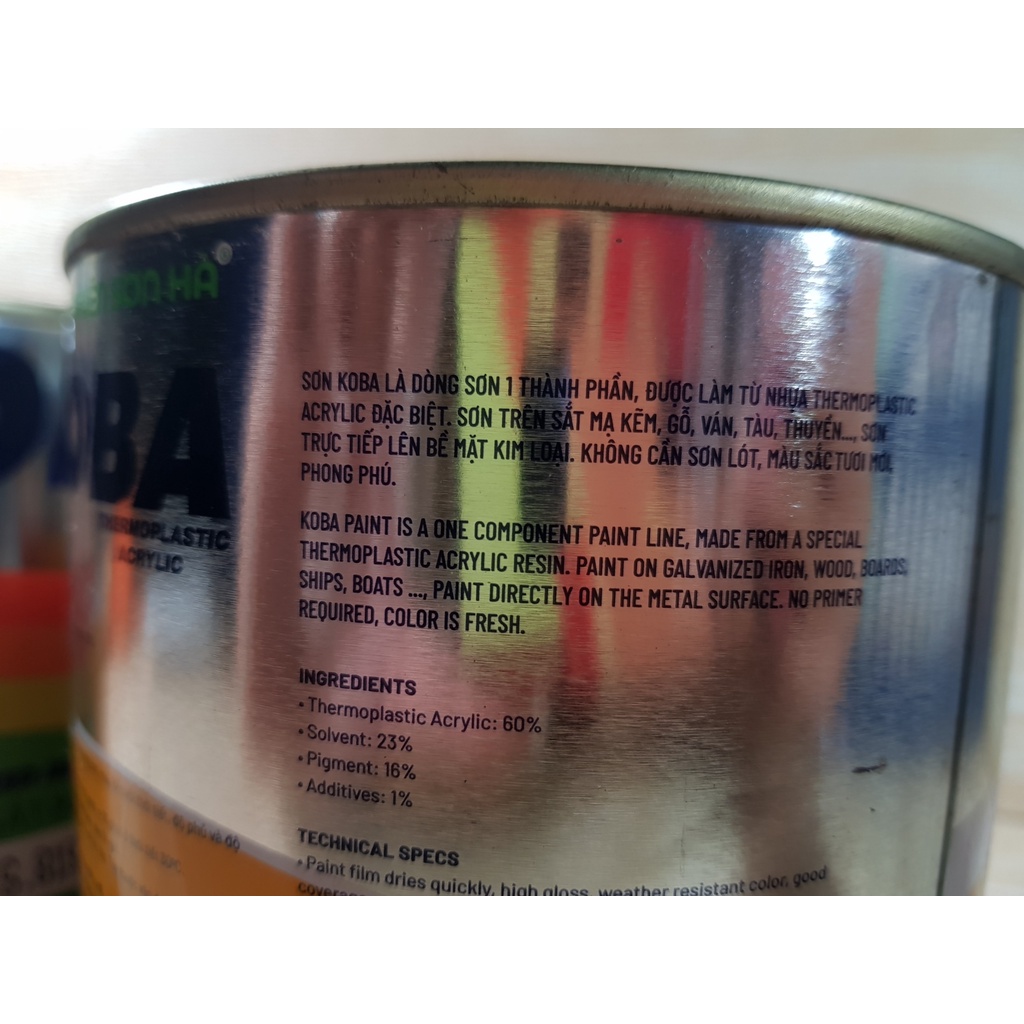 SƠN HÀ
KOBA
THERMOPLASTIC
ACRYLIC
SƠN KOBA LÀ DÒNG SƠN 1 THÀNH PHẦN, ĐƯỢC LÀM TỪ NHỰA THERMOPLASTIC
ACRYLIC ĐẶC BIỆT. SƠN TRÊN SẮT MẠ KẼM, GỖ, VÁN, TÀU, THUYỀN..., SƠN
TRỰC TIẾP LÊN BỀ MẶT KIM LOẠI. KHÔNG CẦN SƠN LÓT, MÀU SẮC TƯƠI MỚI,
PHONG PHÚ.
KOBA PAINT IS A ONE COMPONENT PAINT LINE, MADE FROM A SPECIAL
THERMOPLASTIC ACRYLIC RESIN. PAINT ON GALVANIZED IRON, WOOD, BOARDS,
SHIPS, BOATS ..., PAINT DIRECTLY ON THE METAL SURFACE. NO PRIMER
REQUIRED, COLOR IS FRESH.
INGREDIENTS
• Thermoplastic Acrylic: 60%
• Solvent: 23%
• Pigment: 16%
• Additives: 1%
TECHNICAL SPECS
• Paint film dries quickly, high gloss, weather resistant color, good